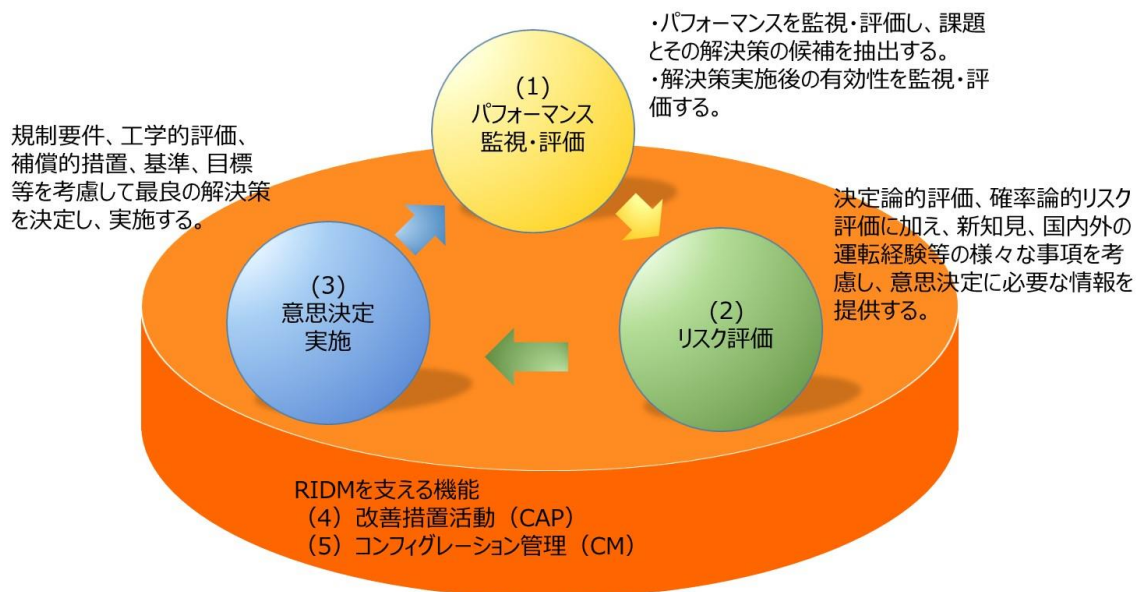 ・パフォーマンスを監視・評価し、課題
とその解決策の候補を抽出する。
・解決策実施後の有効性を監視・評
価する。
(1)
パフォーマンス
監視・評価
規制要件、工学的評価、
補償的措置、基準、目標
等を考慮して最良の解決策
を決定し、実施する。
決定論的評価、確率論的リスク
評価に加え、新知見、国内外の
運転経験等の様々な事項を考
慮し、意思決定に必要な情報を
提供する。
(2)
リスク評価
(3)
意思決定
実施
RIDMを支える機能
（4）改善措置活動（CAP）
（5）コンフィグレーション管理（CM）